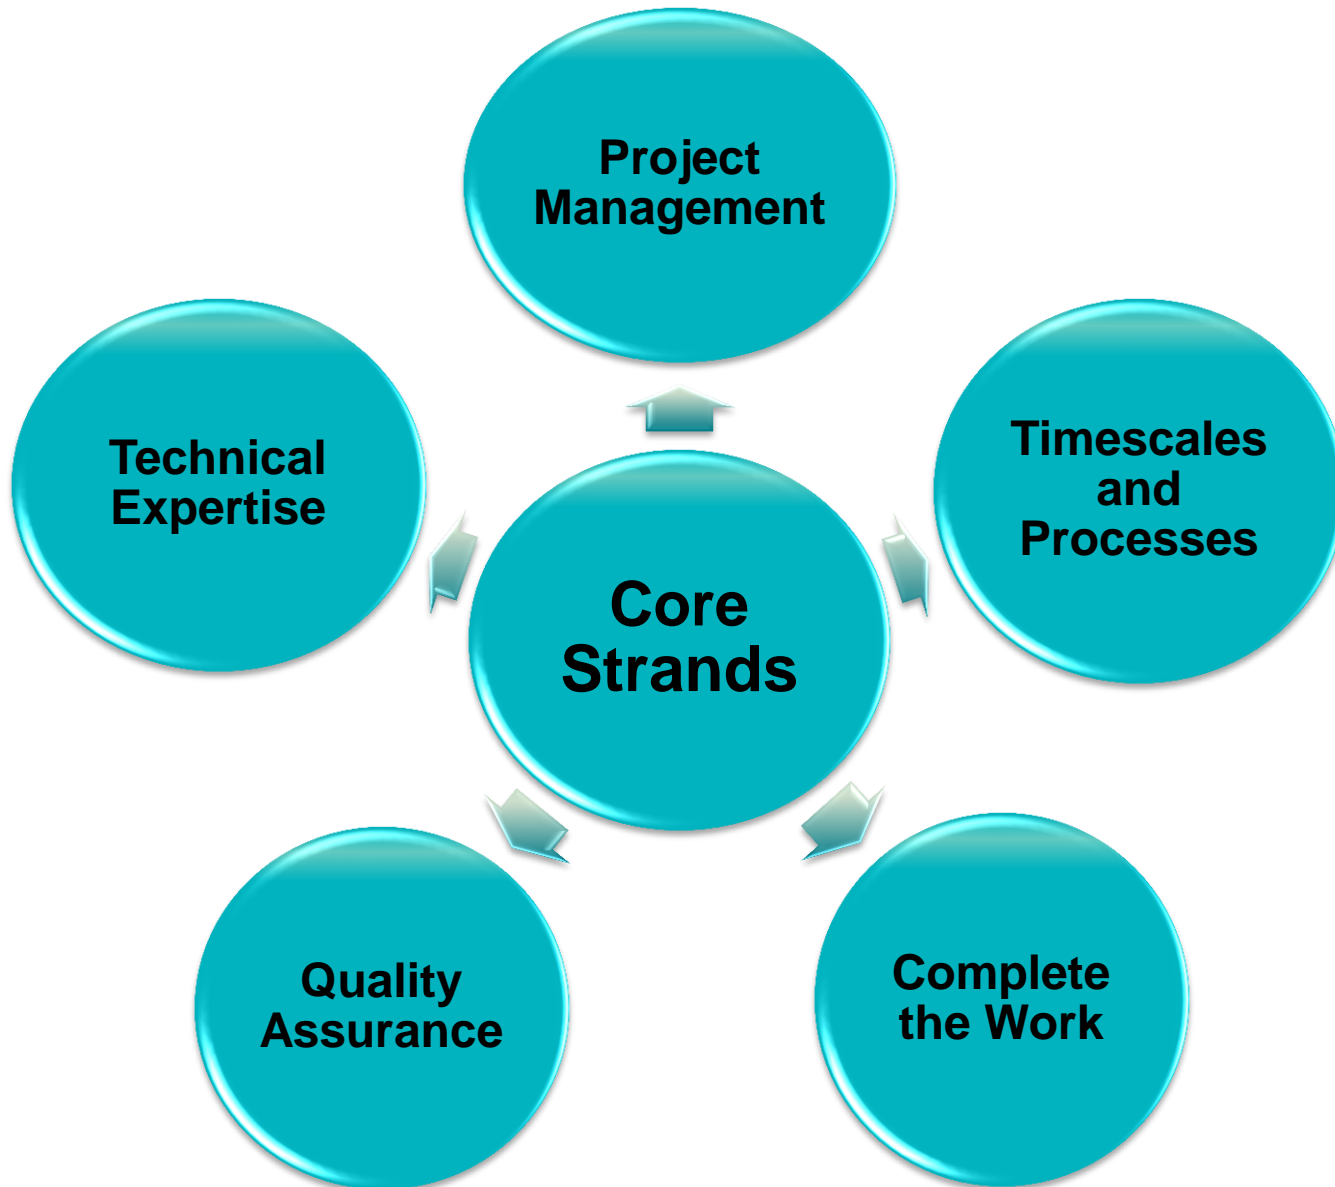 Project
Management
Timescales
and
Processes
Technical
Expertise
Core
Strands
Quality
Assurance
Complete
the Work